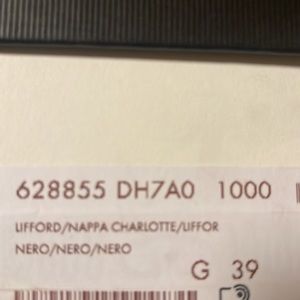 628855 DH7A0 1000
LIFFORD/NAPPA CHARLOTTE/LIFFOR
NERO/NERO/NERO
G 39